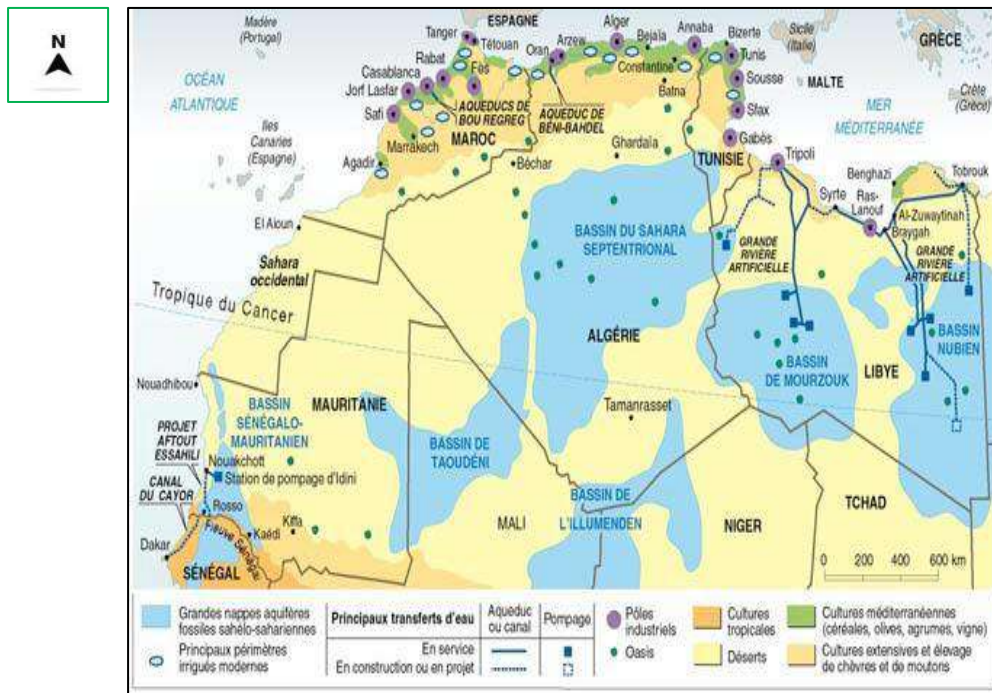 N
Madère
(Portugal)
ESPAGNE
Sicile
(Italie)
GRÈCE
Crète
(Grèce)
MALTE
OCÉAN
ATLANTIQUE
MER
MÉDITERRANÉE
Iles
Canaries
(Espagne)
Tanger
Tétouan
Oran
Arzew
Alger
Bejaïa
Annaba
Bizerte
Tunis
Constantine
Batna
Sousse
Sfax
Gabès
Rabat
Fès
Casablanca
Jorf Lasfar
Safi
Marrakech
Agadir
AQUEDUCS DE
BOU REGREG
AQUEDUC DE
BÉNI-BAHDEL
MAROC
Ghardaïa
Béchar
TUNISIE
Tripoli
Benghazi
Tobrouk
Syrte
Ras-
Lanouf
Al-Zuwaytinah
Braygah
El Aïoun
Sahara
occidental
BASSIN DU SAHARA
SEPTENTRIONAL
GRANDE
RIVIÈRE
ARTIFICIELLE
GRANDE
RIVIÈRE
ARTIFICIELLE
Tropique du Cancer
ALGÉRIE
BASSIN
DE MOURZOUK
LIBYE
BASSIN
NUBIEN
Nouadhibou
MAURITANIE
BASSIN
SÉNÉGALO-
MAURITANIEN
Tamanrasset
PROJET
AFTOUT
ESSAHILI
Nouakchott
Station de pompage d'Idini
BASSIN DE
TAOUDÉNI
CANAL
DU CAYOR
Rosso
Kaédi
Kiffa
Fleuve Sénégal
Dakar
SÉNÉGAL
MALI
BASSIN DE
L'ILLUMENDEN
NIGER
TCHAD
0 200 400 600 km
Grandes nappes aquifères
fossiles sahélo-sahariennes
Principaux périmètres
irrigués modernes
Principaux transferts d'eau
Aqueduc
ou canal
Pompage
En service
En construction ou en projet
Pôles
industriels
Oasis
Cultures
tropicales
Déserts
Cultures méditerranéennes
(céréales, olives, agrumes, vigne)
Cultures extensives et élevage
de chèvres et de moutons